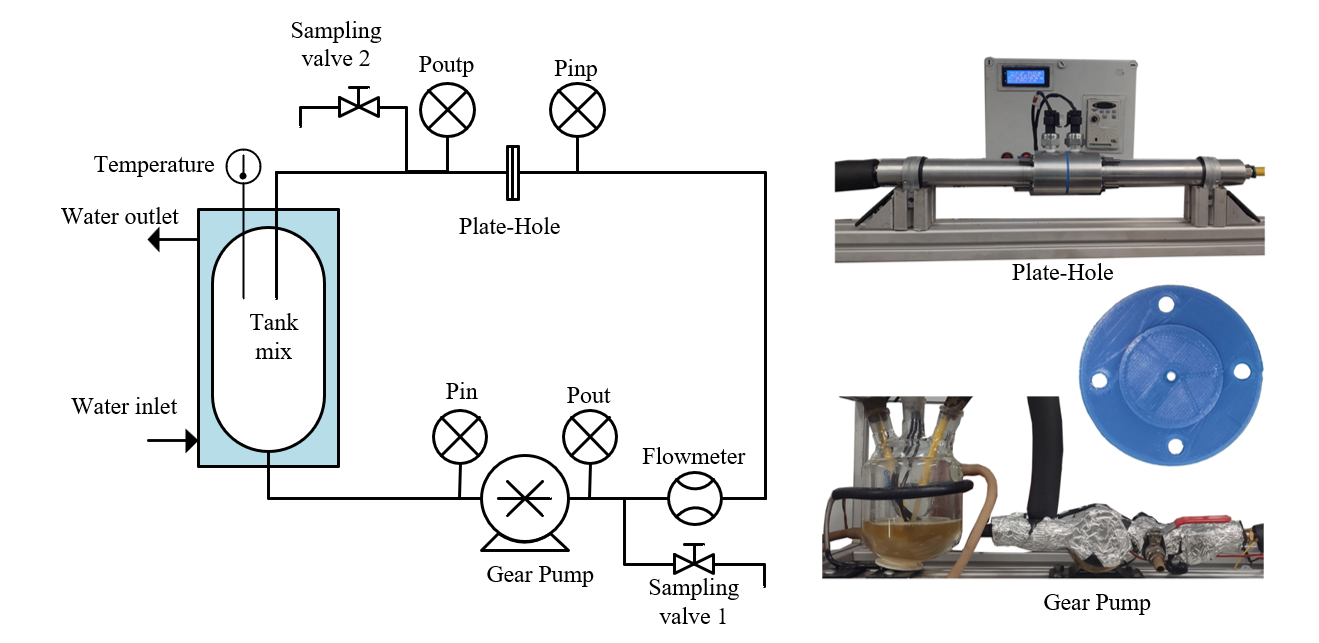 Sampling
valve 2
Poutp
Pinp
Temperature
Water outlet
Plate-Hole
Tank
mix
Water inlet
Pin
Pout
Flowmeter
Gear Pump
Sampling
valve 1
Plate-Hole
Gear Pump